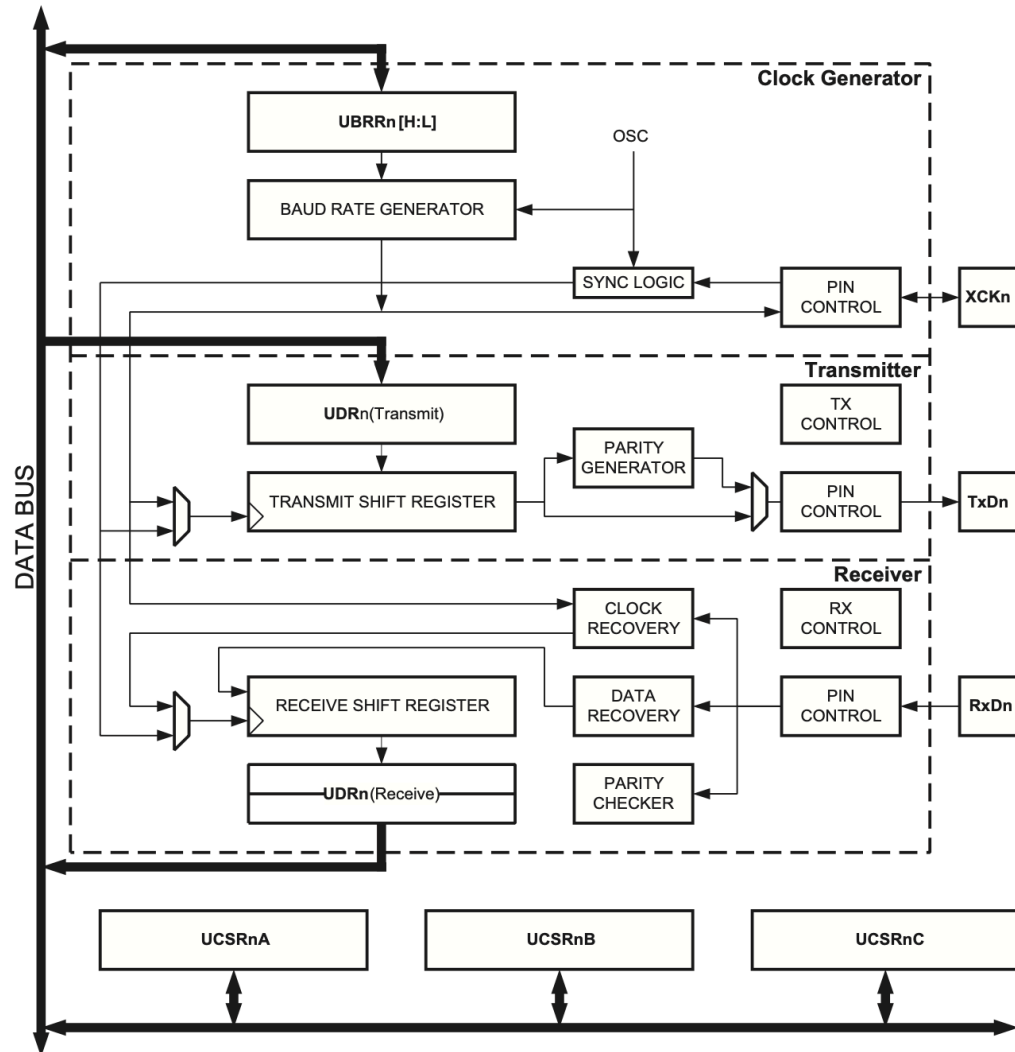 Clock Generator
UBRRn [H:L]
OSC
BAUD RATE GENERATOR
SYNC LOGIC
PIN
CONTROL
XCKn
Transmitter
UDRn(Transmit)
TX
CONTROL
PARITY
GENERATOR
TRANSMIT SHIFT REGISTER
PIN
CONTROL
TxDn
DATA BUS
Receiver
CLOCK
RECOVERY
RX
CONTROL
RECEIVE SHIFT REGISTER
DATA
RECOVERY
PIN
CONTROL
RxDn
UDRn(Receive)
PARITY
CHECKER
UCSRnA
UCSRnB
UCSRnC